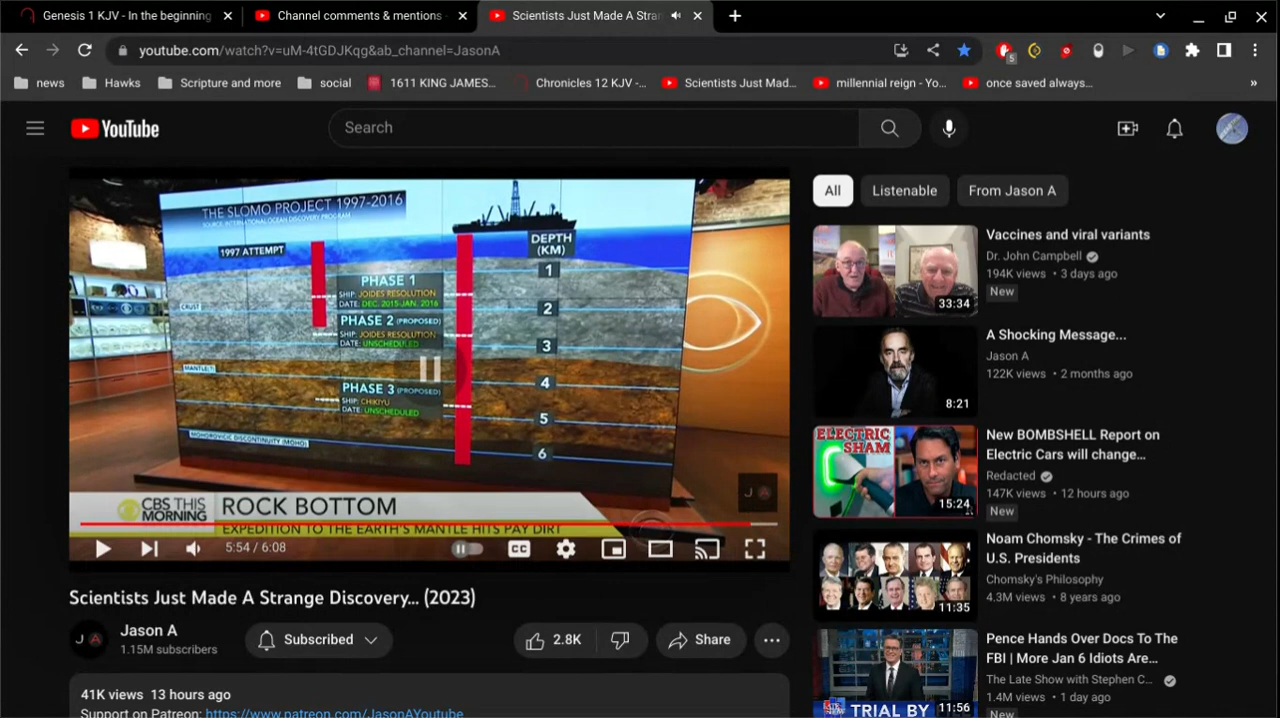 Genesis 1 KJV - In the beginning
Channel comments & mentions -
Scientists Just Made A Stran
youtube.com/watch?v=uM-4tGDJKqg&ab_channel=JasonA
5
news
Hawks
Scripture and more
social
1611 KING JAMES...
Chronicles 12 KJV -...
Scientists Just Mad...
millennial reign - Yo...
once saved always...
»
YouTube
Search
THE SLOMO PROJECT 1997-2016
SOURCE: INTERNATIONAL OCEAN DISCOVERY PROGRAM
1997 ATTEMPT
DEPTH
(KM)
1
PHASE 1
SHIP: JOIDES RESOLUTION
DATE: DEC. 2015-JAN. 2016
CRUST
2
PHASE 2 (PROPOSED)
SHIP: JOIDES RESOLUTION
DATE: UNSCHEDULED
3
MANTLE(?)
4
PHASE 3 (PROPOSED)
SHIP: CHIKYU
DATE: UNSCHEDULED
5
MOHOROVICIC DISCONTINUITY (MOHO)
6
J A
CBS THIS
MORNING
ROCK BOTTOM
EXPEDITION TO THE EARTH'S MANTLE HITS PAY DIRT
5:54 / 6:08
CC
Scientists Just Made A Strange Discovery... (2023)
J A
Jason A
1.15M subscribers
Subscribed
2.8K
Share
41K views 13 hours ago
Support on Patreon: https://www.patreon.com/JasonAYoutube
All
Listenable
From Jason A
33:34
Vaccines and viral variants
Dr. John Campbell
194K views • 3 days ago
New
8:21
A Shocking Message...
Jason A
122K views • 2 months ago
ELECTRIC
SHAM
15:24
New BOMBSHELL Report on
Electric Cars will change...
Redacted
147K views • 12 hours ago
New
11:35
Noam Chomsky - The Crimes of
U.S. Presidents
Chomsky's Philosophy
4.3M views • 8 years ago
TRIAL BY
11:56
Pence Hands Over Docs To The
FBI | More Jan 6 Idiots Are...
The Late Show with Stephen C...
1.4M views • 1 day ago
New